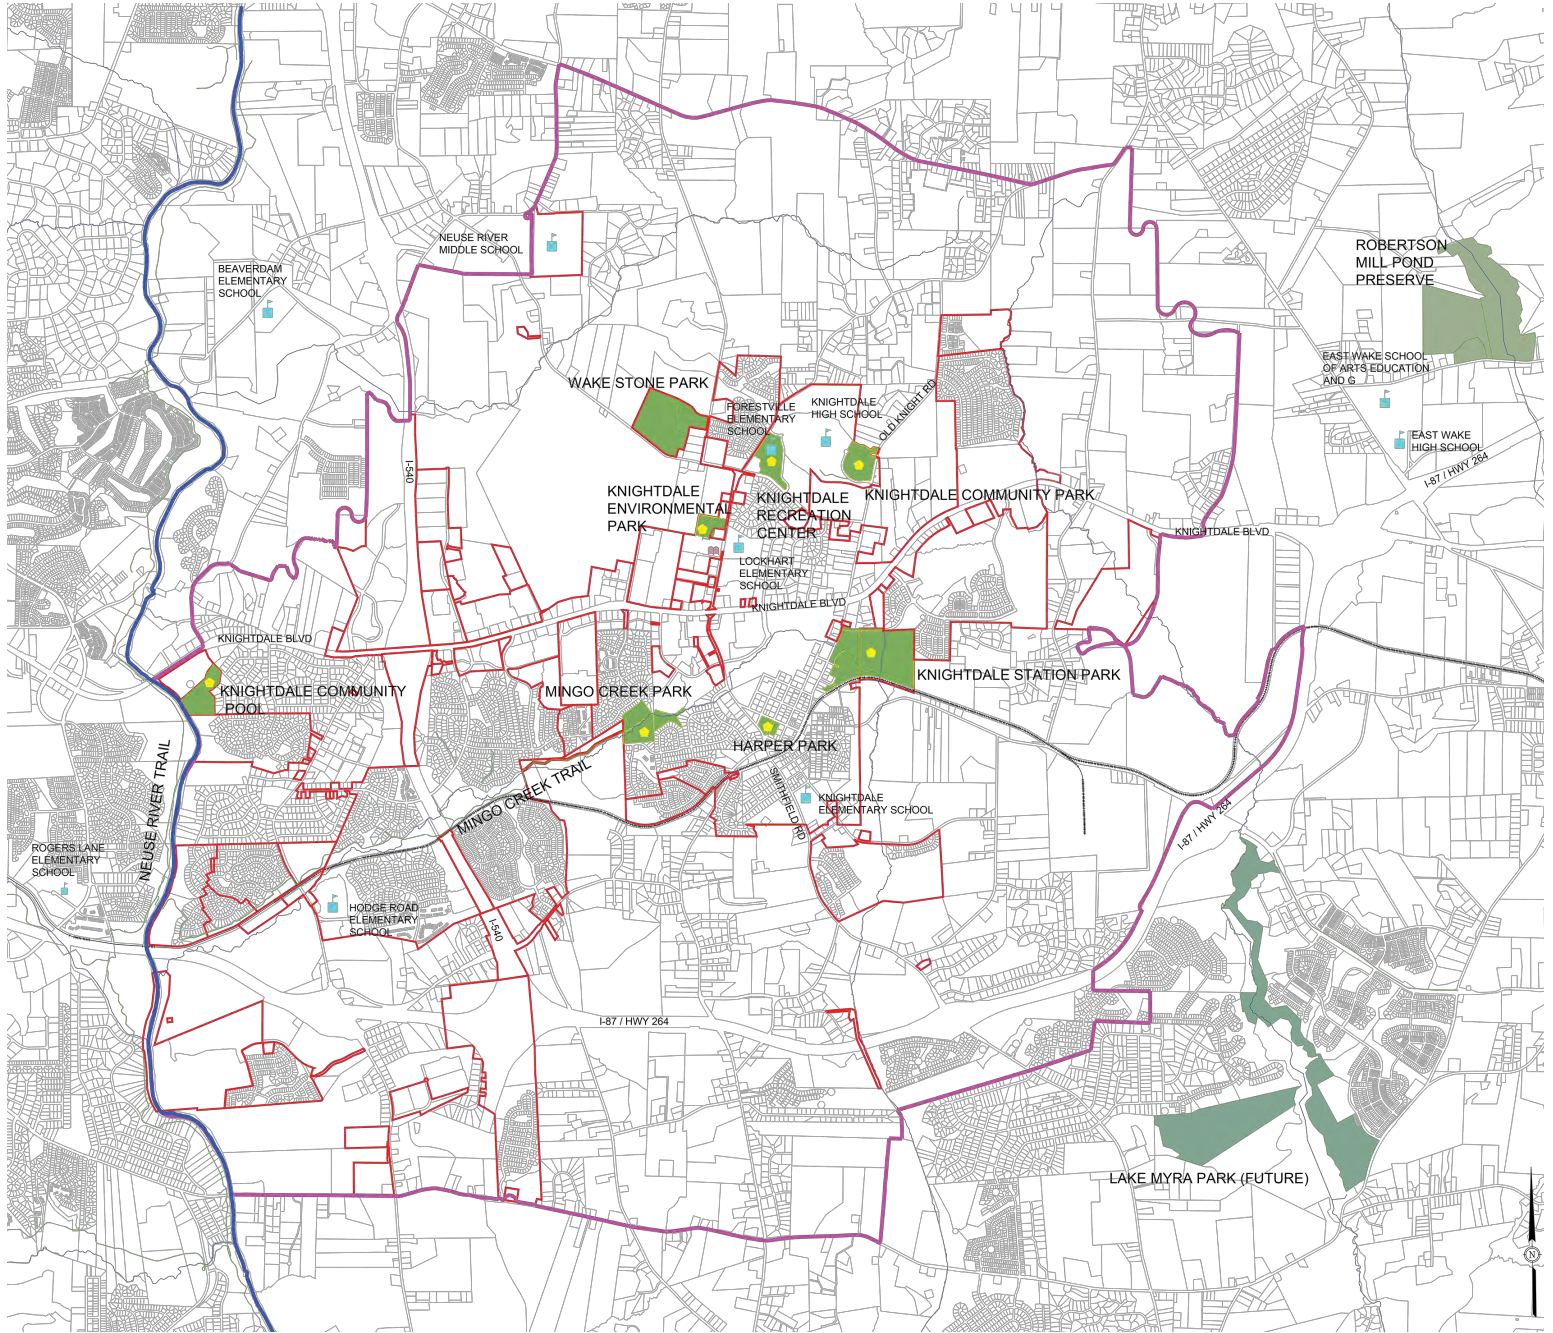 NEUSE RIVER
MIDDLE SCHOOL
BEAVERDAM
ELEMENTARY
SCHOOL
ROBERTSON
MILL POND
PRESERVE
EAST WAKE SCHOOL
OF ARTS EDUCATION
AND G
EAST WAKE
HIGH SCHOOL
I-87 / HWY 264
WAKE STONE PARK
FORESTVILLE
ELEMENTARY
SCHOOL
KNIGHTDALE
HIGH SCHOOL
OLD KNIGHT RD
I-540
KNIGHTDALE
ENVIRONMENTAL
PARK
KNIGHTDALE
RECREATION
CENTER
KNIGHTDALE COMMUNITY PARK
KNIGHTDALE BLVD
LOCKHART
ELEMENTARY
SCHOOL
KNIGHTDALE BLVD
KNIGHTDALE BLVD
KNIGHTDALE COMMUNITY
POOL
MINGO CREEK PARK
KNIGHTDALE STATION PARK
HARPER PARK
NEUSE RIVER TRAIL
MINGO CREEK TRAIL
SMITHFIELD RD
KNIGHTDALE
ELEMENTARY SCHOOL
I-87 / HWY 264
ROGERS LANE
ELEMENTARY
SCHOOL
HODGE ROAD
ELEMENTARY
SCHOOL
I-540
I-87 / HWY 264
LAKE MYRA PARK (FUTURE)
N